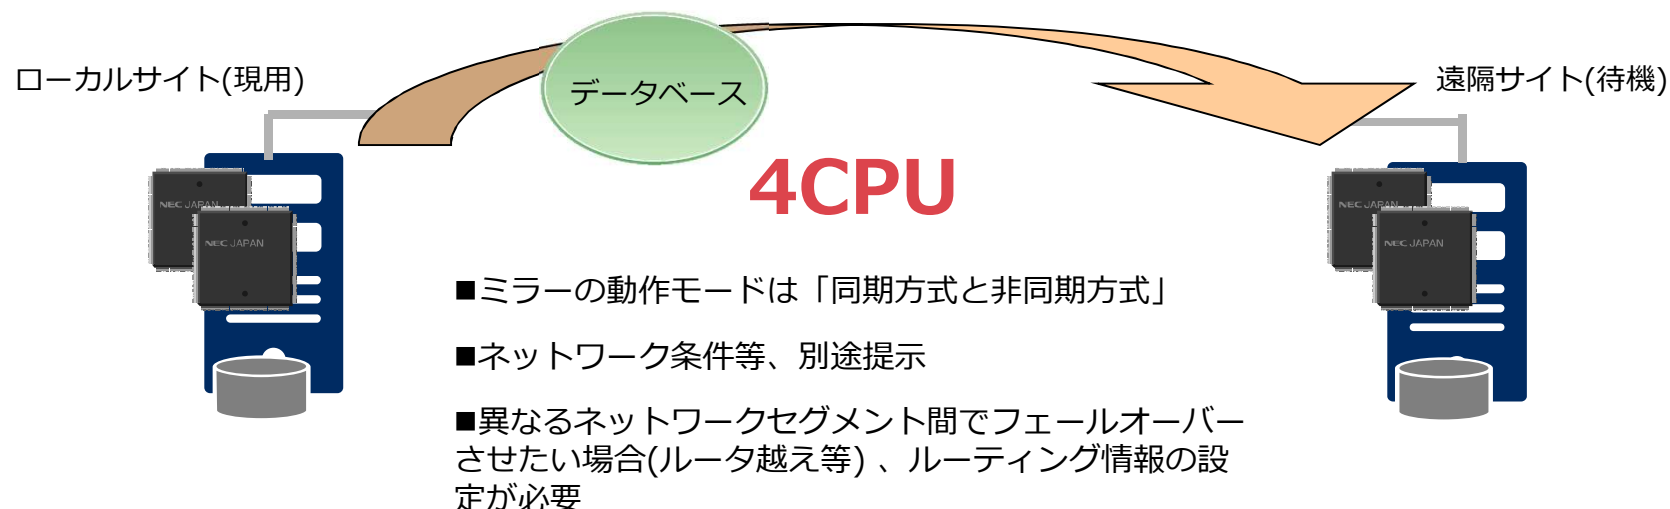 ローカルサイト(現用)
データベース
遠隔サイト(待機)
4CPU
NEC JAPAN
NEC JAPAN
NEC JAPAN
NEC JAPAN
■ミラーの動作モードは「同期方式と非同期方式」
■ネットワーク条件等、別途提示
■異なるネットワークセグメント間でフェールオーバー
させたい場合(ルータ越え等) 、ルーティング情報の設
定が必要